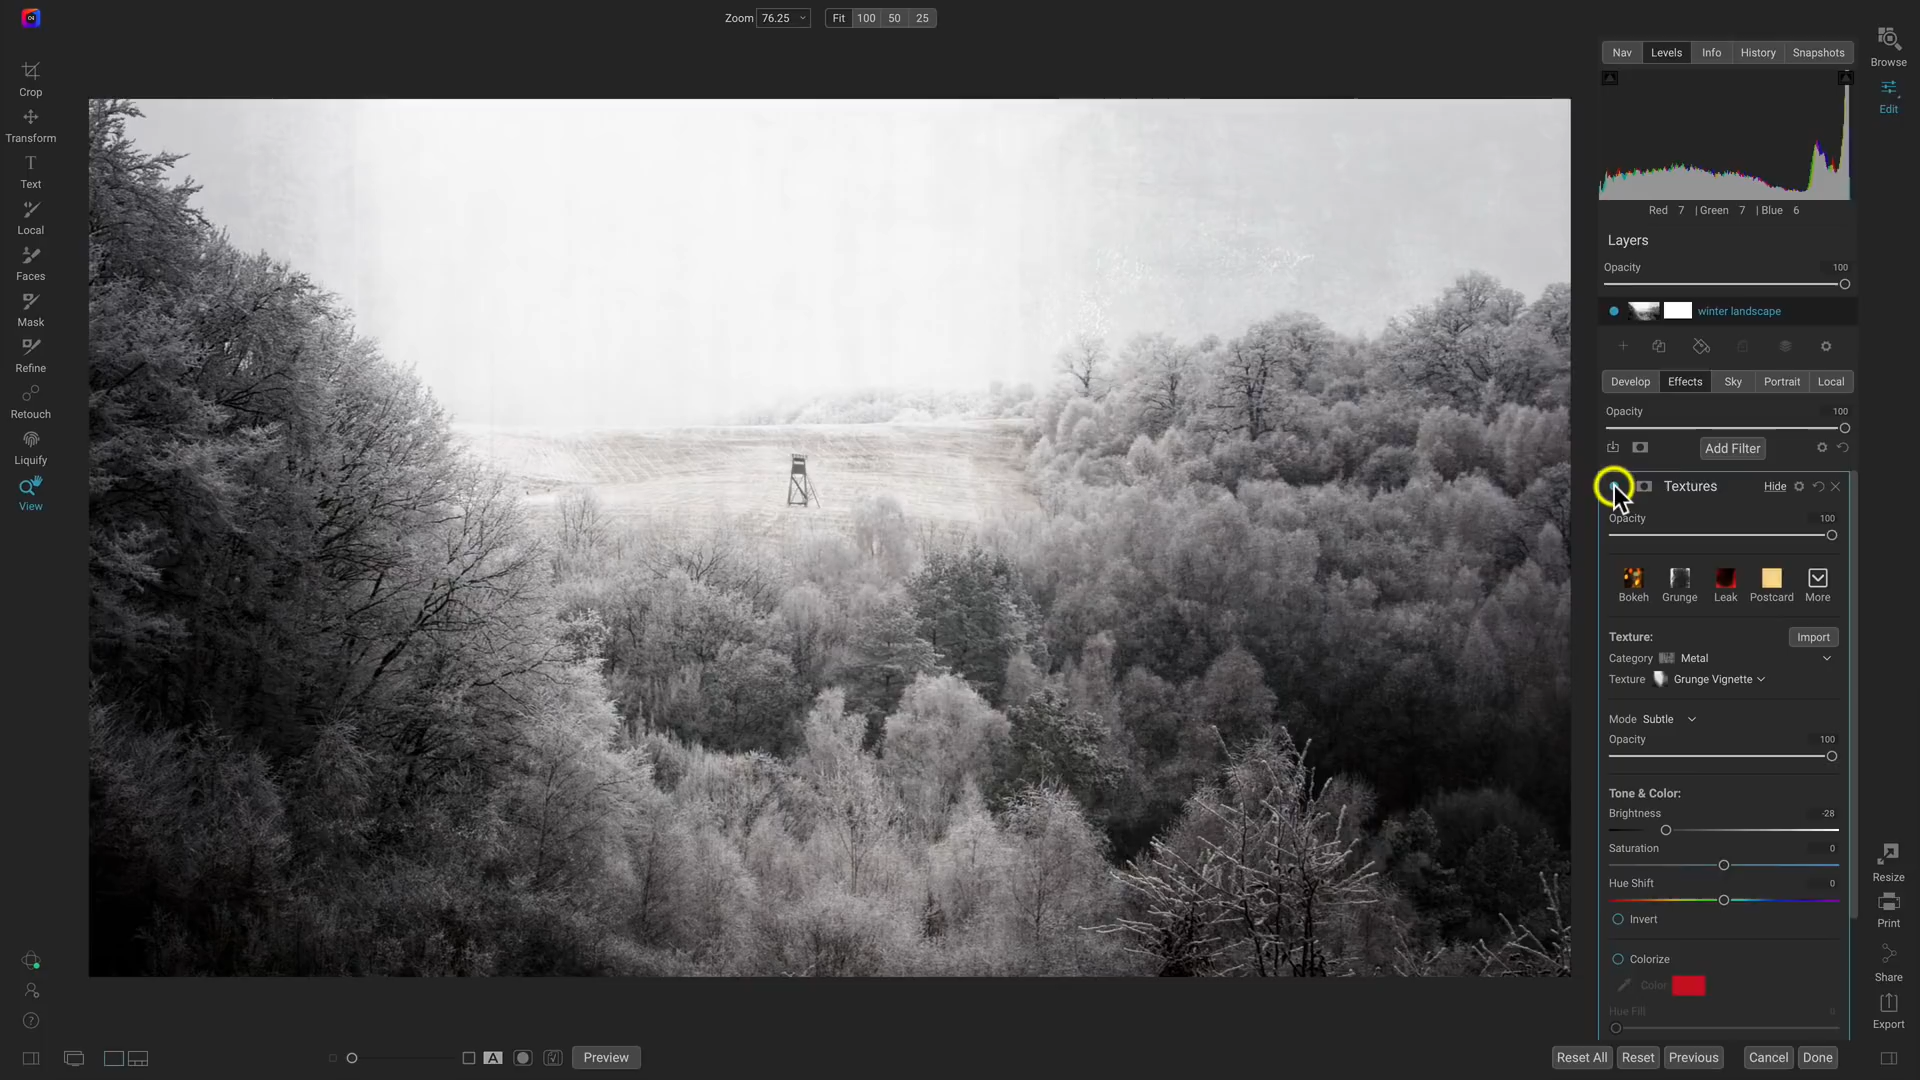 Zoom 76.25 Fit 100 50 25
Crop
Transform
Text
Local
Faces
Mask
Refine
Retouch
Liquify
View
Nav Levels Info History Snapshots
Red 7 | Green 7 | Blue 6
Layers
Opacity 100
winter landscape
Develop Effects Sky Portrait Local
Opacity 100
Add Filter
Textures Hide
Opacity 100
Bokeh Grunge Leak Postcard More
Texture: Import
Category Metal
Texture Grunge Vignette
Mode Subtle
Opacity 100
Tone & Color:
Brightness -28
Saturation 0
Hue Shift 0
Invert
Colorize
Color
Hue Fill 0
Browse
Edit
Resize
Print
Share
Export
A Preview
Reset All Reset Previous Cancel Done